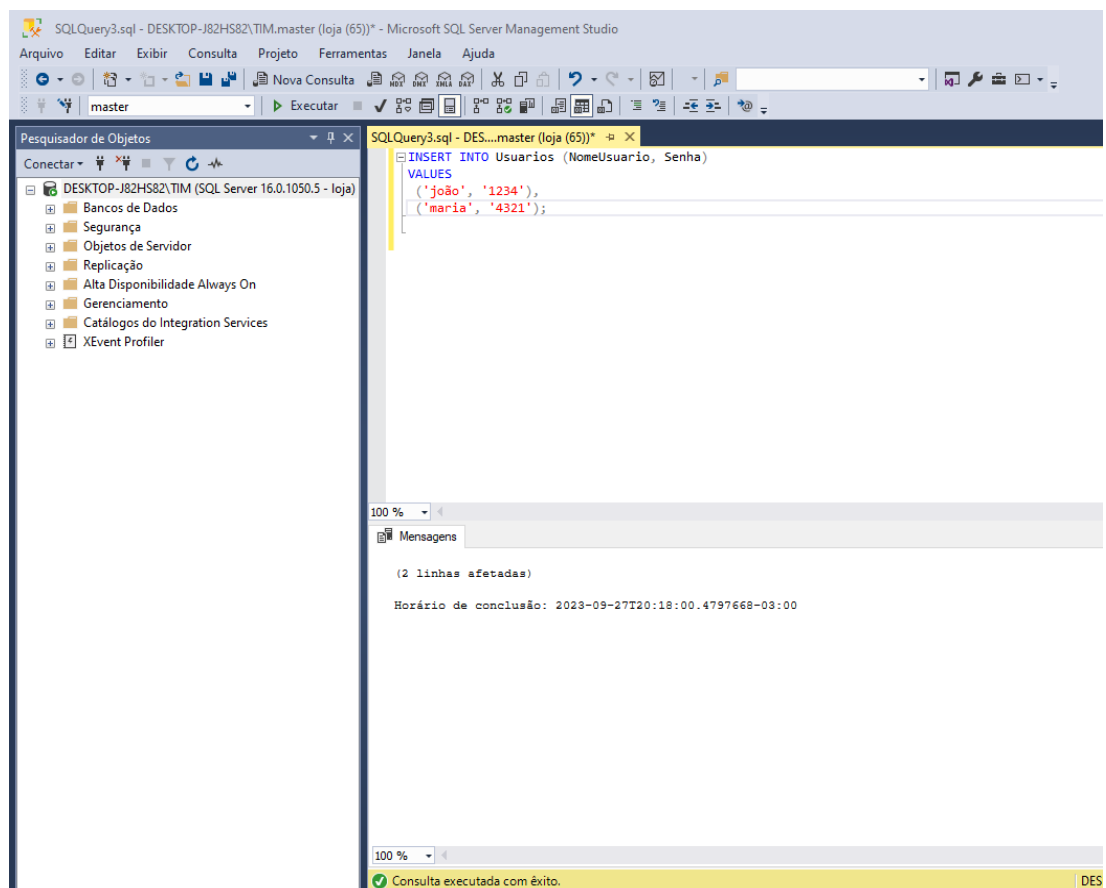 SQLQuery3.sql - DESKTOP-J82HS82\TIM.master (loja (65))* - Microsoft SQL Server Management Studio
Arquivo Editar Exibir Consulta Projeto Ferramentas Janela Ajuda
Nova Consulta
master Executar
Pesquisador de Objetos
Conectar
DESKTOP-J82HS82\TIM (SQL Server 16.0.1050.5 - loja)
Bancos de Dados
Segurança
Objetos de Servidor
Replicação
Alta Disponibilidade Always On
Gerenciamento
Catálogos do Integration Services
XEvent Profiler
SQLQuery3.sql - DES....master (loja (65))*
INSERT INTO Usuarios (NomeUsuario, Senha)
VALUES
('joão', '1234'),
('maria', '4321');
100 %
Mensagens
(2 linhas afetadas)
Horário de conclusão: 2023-09-27T20:18:00.4797668-03:00
100 %
Consulta executada com êxito. DES